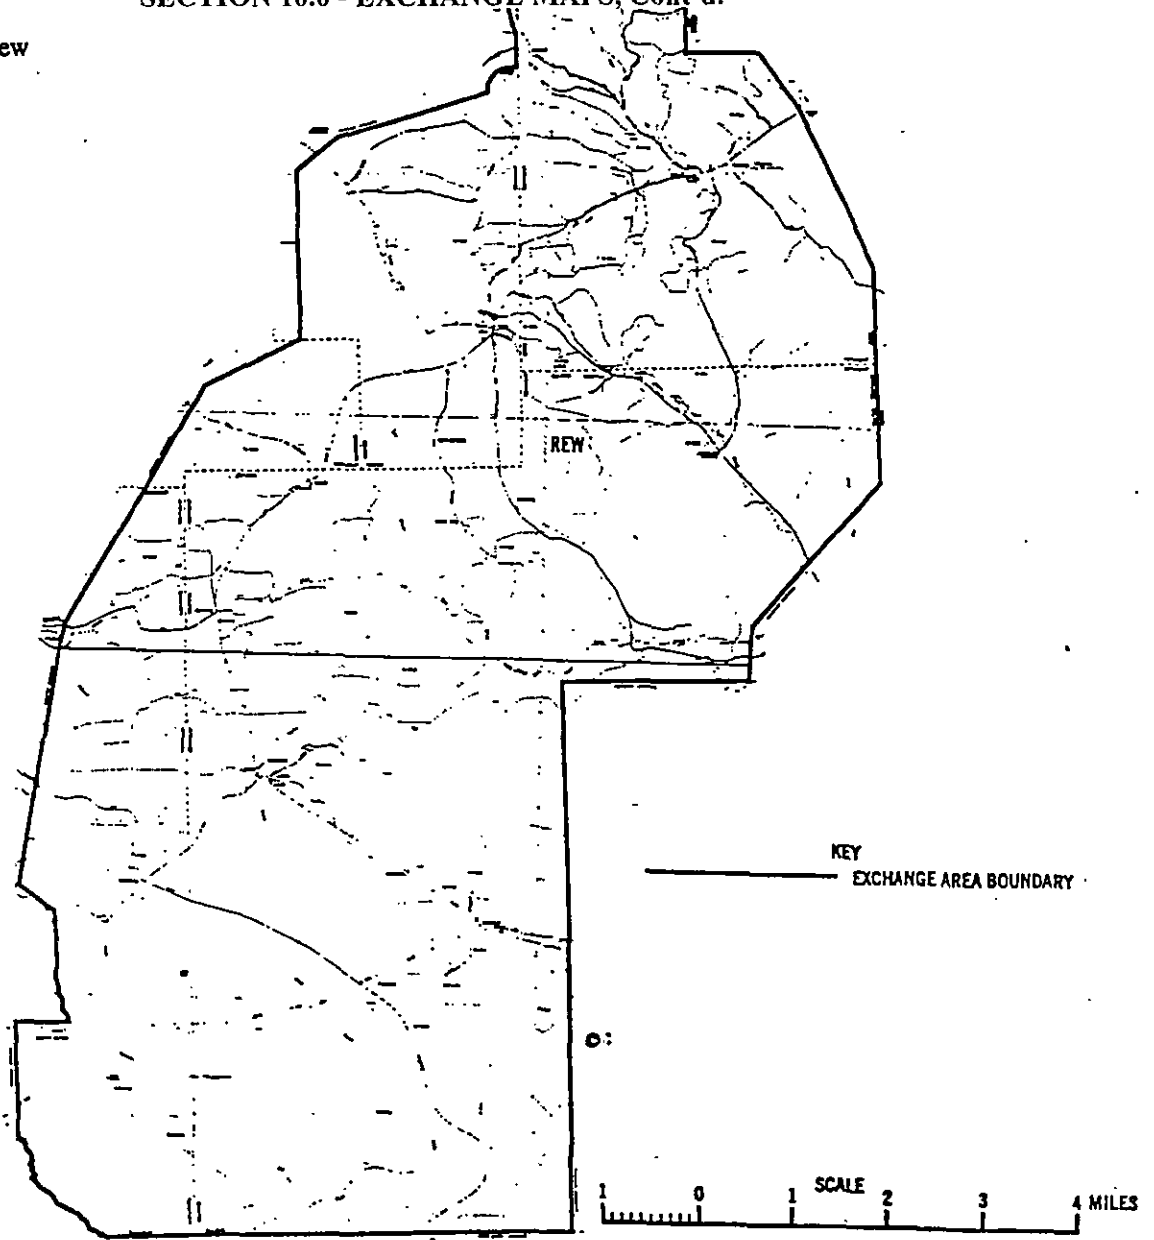 SECTION 10.0 - EXCHANGE MAPS, Cont'd.
ew
REW
KEY
EXCHANGE AREA BOUNDARY
SCALE
1 0 1 2 3 4 MILES